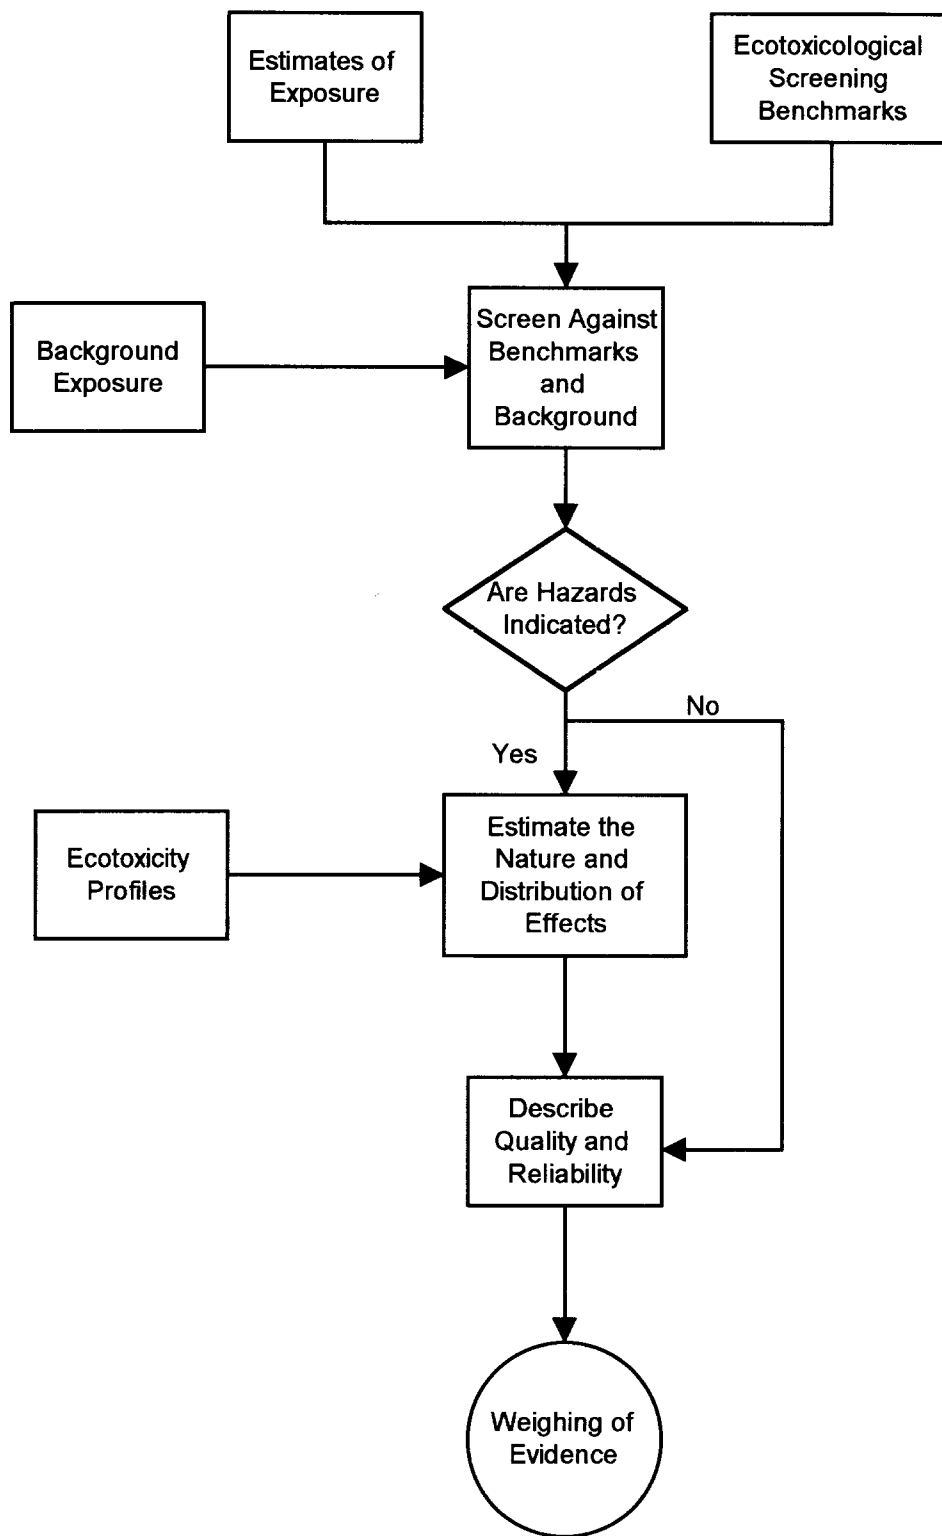 Estimates of
Exposure
Ecotoxicological
Screening
Benchmarks
Background
Exposure
Screen Against
Benchmarks
and
Background
Are Hazards
Indicated?
No
Yes
Ecotoxicity
Profiles
Estimate the
Nature and
Distribution of
Effects
Describe
Quality and
Reliability
Weighing of
Evidence